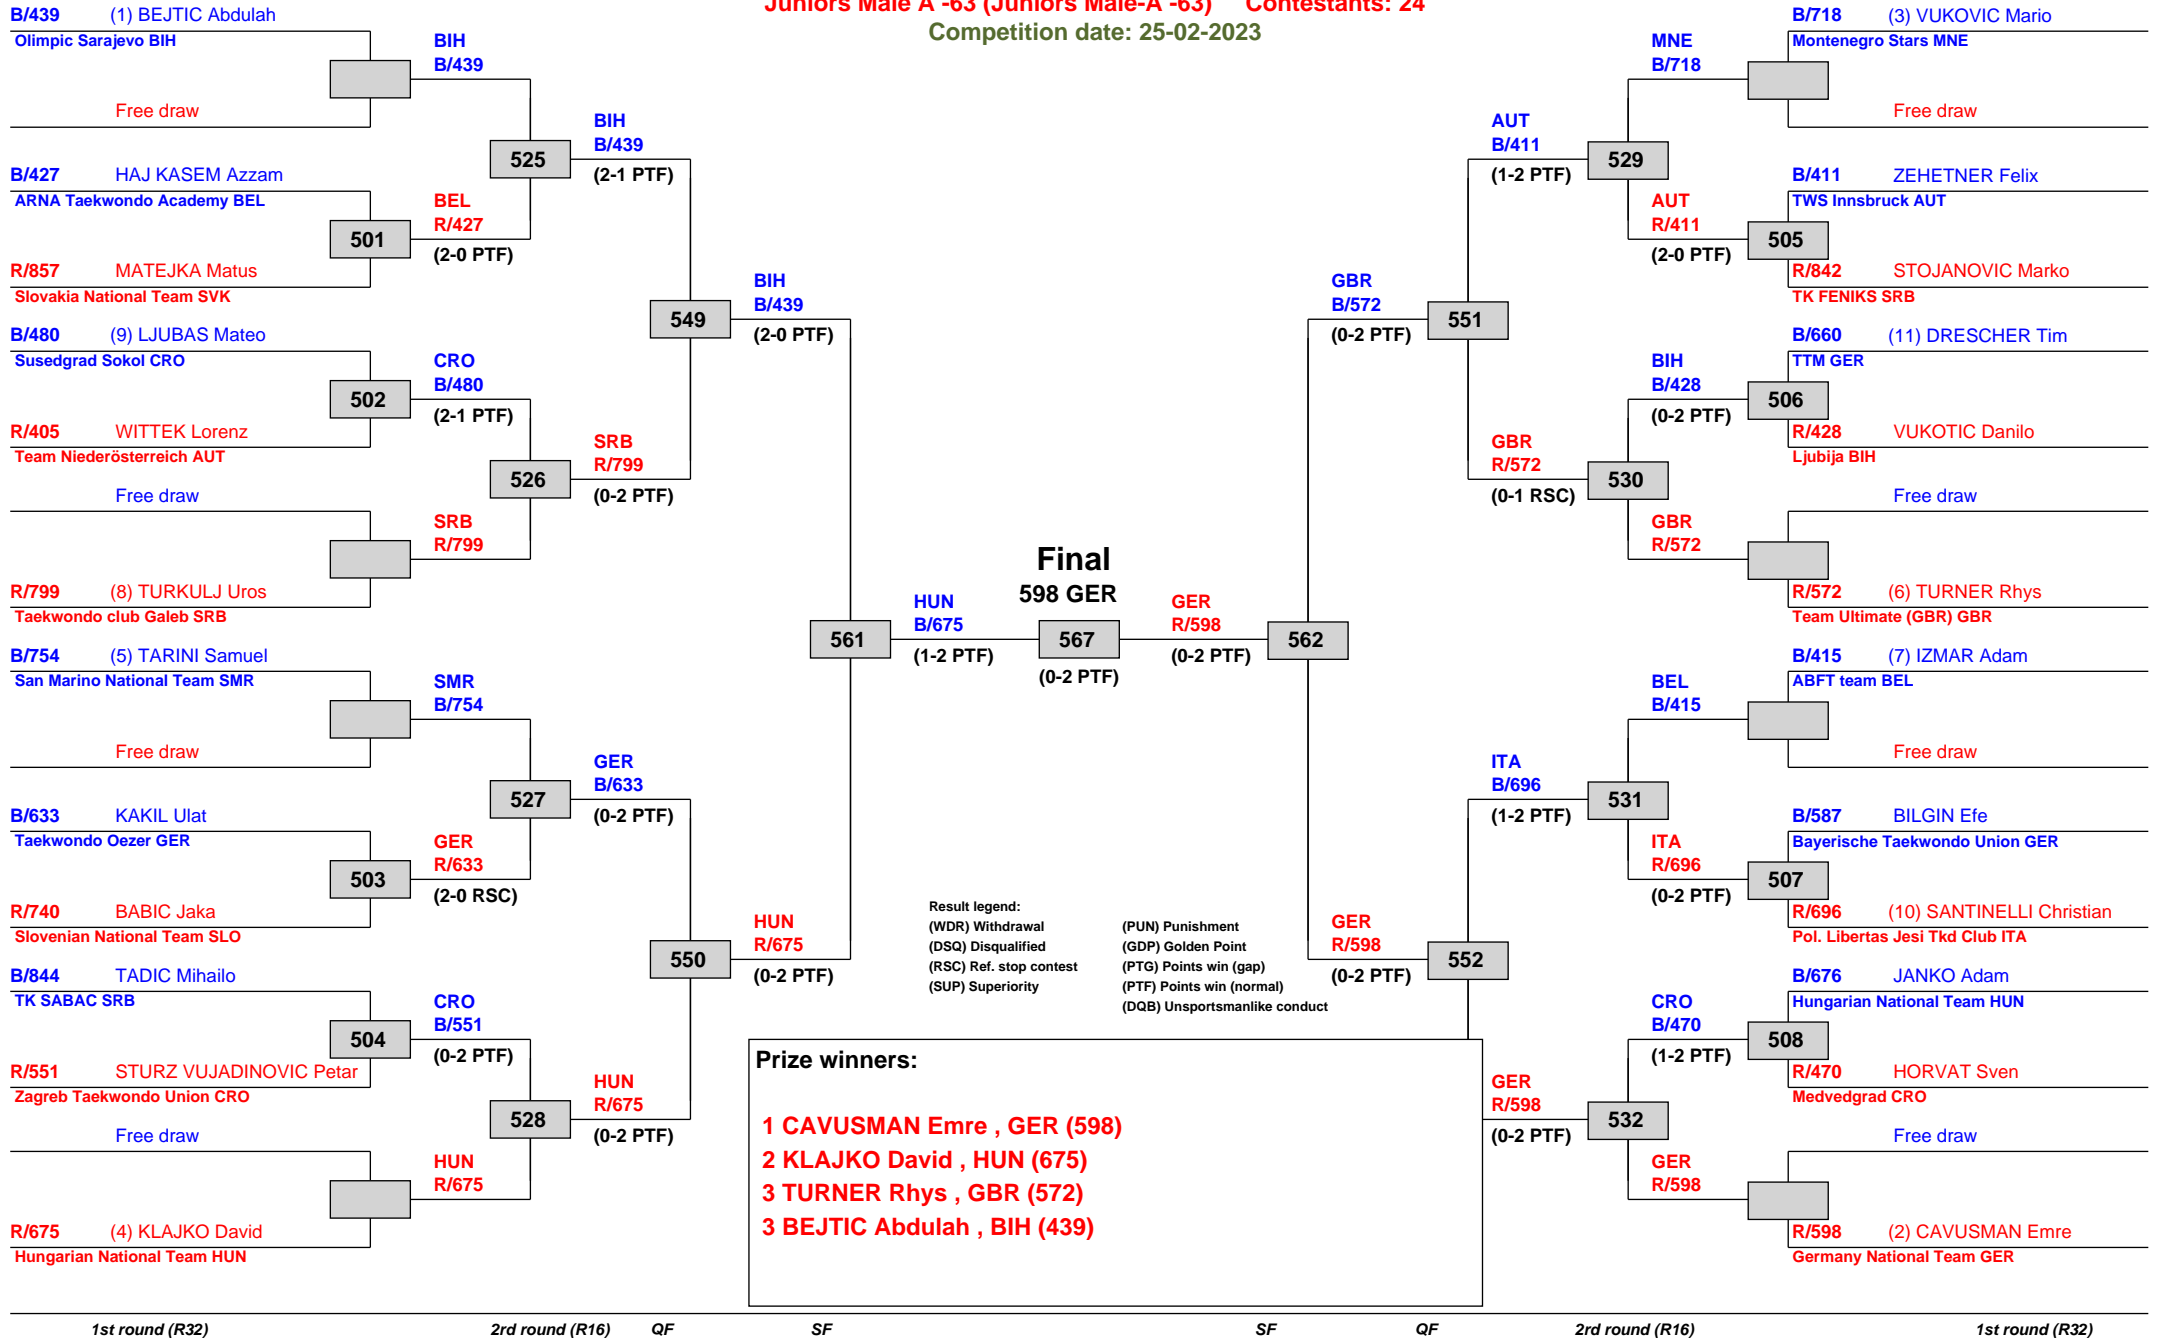 Juniors Male A -63 (Juniors Male-A -63) Contestants: 24
Competition date: 25-02-2023
B/439 (1) BEJTIC Abdulah
Olimpic Sarajevo BIH
Free draw
B/427 HAJ KASEM Azzam
ARNA Taekwondo Academy BEL
501
R/857 MATEJKA Matus
Slovakia National Team SVK
B/480 (9) LJUBAS Mateo
Susedgrad Sokol CRO
502
R/405 WITTEK Lorenz
Team Niederösterreich AUT
Free draw
R/799 (8) TURKULJ Uros
Taekwondo club Galeb SRB
B/754 (5) TARINI Samuel
San Marino National Team SMR
Free draw
B/633 KAKIL Ulat
Taekwondo Oezer GER
503
R/740 BABIC Jaka
Slovenian National Team SLO
B/844 TADIC Mihailo
TK SABAC SRB
504
R/551 STURZ VUJADINOVIC Petar
Zagreb Taekwondo Union CRO
Free draw
R/675 (4) KLAJKO David
Hungarian National Team HUN
BIH
B/439
525
BEL
R/427
(2-0 PTF)
CRO
B/480
(2-1 PTF)
526
SRB
R/799
SMR
B/754
527
GER
R/633
(2-0 RSC)
CRO
B/551
(0-2 PTF)
528
HUN
R/675
BIH
B/439
(2-1 PTF)
549
SRB
R/799
(0-2 PTF)
GER
B/633
(0-2 PTF)
550
HUN
R/675
(0-2 PTF)
BIH
B/439
(2-0 PTF)
561
HUN
R/675
(0-2 PTF)
HUN
B/675
(1-2 PTF)
Final
598 GER
567
(0-2 PTF)
GER
R/598
(0-2 PTF)
562
GBR
B/572
(0-2 PTF)
GER
R/598
(0-2 PTF)
AUT
B/411
(1-2 PTF)
551
GBR
R/572
(0-1 RSC)
ITA
B/696
(1-2 PTF)
552
GER
R/598
(0-2 PTF)
MNE
B/718
529
AUT
R/411
(2-0 PTF)
BIH
B/428
(0-2 PTF)
530
GBR
R/572
BEL
B/415
531
ITA
R/696
(0-2 PTF)
CRO
B/470
(1-2 PTF)
532
GER
R/598
B/718 (3) VUKOVIC Mario
Montenegro Stars MNE
Free draw
B/411 ZEHETNER Felix
TWS Innsbruck AUT
505
R/842 STOJANOVIC Marko
TK FENIKS SRB
B/660 (11) DRESCHER Tim
TTM GER
506
R/428 VUKOTIC Danilo
Ljubija BIH
Free draw
R/572 (6) TURNER Rhys
Team Ultimate (GBR) GBR
B/415 (7) IZMAR Adam
ABFT team BEL
Free draw
B/587 BILGIN Efe
Bayerische Taekwondo Union GER
507
R/696 (10) SANTINELLI Christian
Pol. Libertas Jesi Tkd Club ITA
B/676 JANKO Adam
Hungarian National Team HUN
508
R/470 HORVAT Sven
Medvedgrad CRO
Free draw
R/598 (2) CAVUSMAN Emre
Germany National Team GER
Result legend:
(WDR) Withdrawal (PUN) Punishment
(DSQ) Disqualified (GDP) Golden Point
(RSC) Ref. stop contest (PTG) Points win (gap)
(SUP) Superiority (PTF) Points win (normal)
(DQB) Unsportsmanlike conduct
Prize winners:
1 CAVUSMAN Emre , GER (598)
2 KLAJKO David , HUN (675)
3 TURNER Rhys , GBR (572)
3 BEJTIC Abdulah , BIH (439)
1st round (R32) 2rd round (R16) QF SF SF QF 2rd round (R16) 1st round (R32)